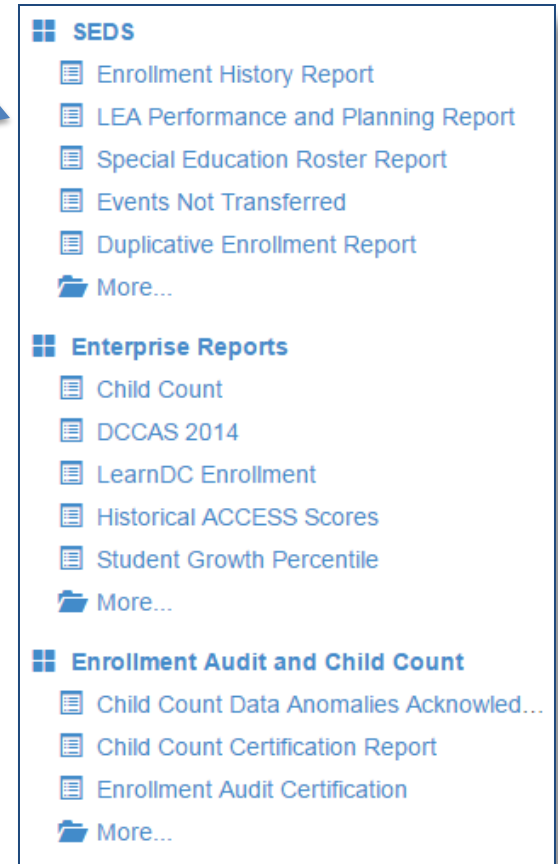 SEDS
Enrollment History Report
LEA Performance and Planning Report
Special Education Roster Report
Events Not Transferred
Duplicative Enrollment Report
More...
Enterprise Reports
Child Count
DCCAS 2014
LearnDC Enrollment
Historical ACCESS Scores
Student Growth Percentile
More...
Enrollment Audit and Child Count
Child Count Data Anomalies Acknowled...
Child Count Certification Report
Enrollment Audit Certification
More...